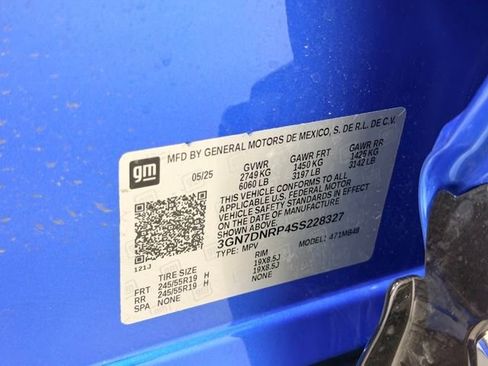 gm
MFD BY GENERAL MOTORS DE MEXICO, S. DE R.L. DE C.V.
05/25 GVWR GAWR FRT GAWR RR
2749 KG 1450 KG 1425 KG
6060 LB 3197 LB 3142 LB
THIS VEHICLE CONFORMS TO ALL
APPLICABLE U.S. FEDERAL MOTOR
VEHICLE SAFETY STANDARDS IN EFFECT
ON THE DATE OF MANUFACTURE SHOWN ABOVE
3GN7DNRP4SS228327
TYPE: MPV MODEL: 471MB48
121J
TIRE SIZE RIM
FRT 245/55R19 H 19X8.5J
RR 245/55R19 H 19X8.5J
SPA NONE NONE